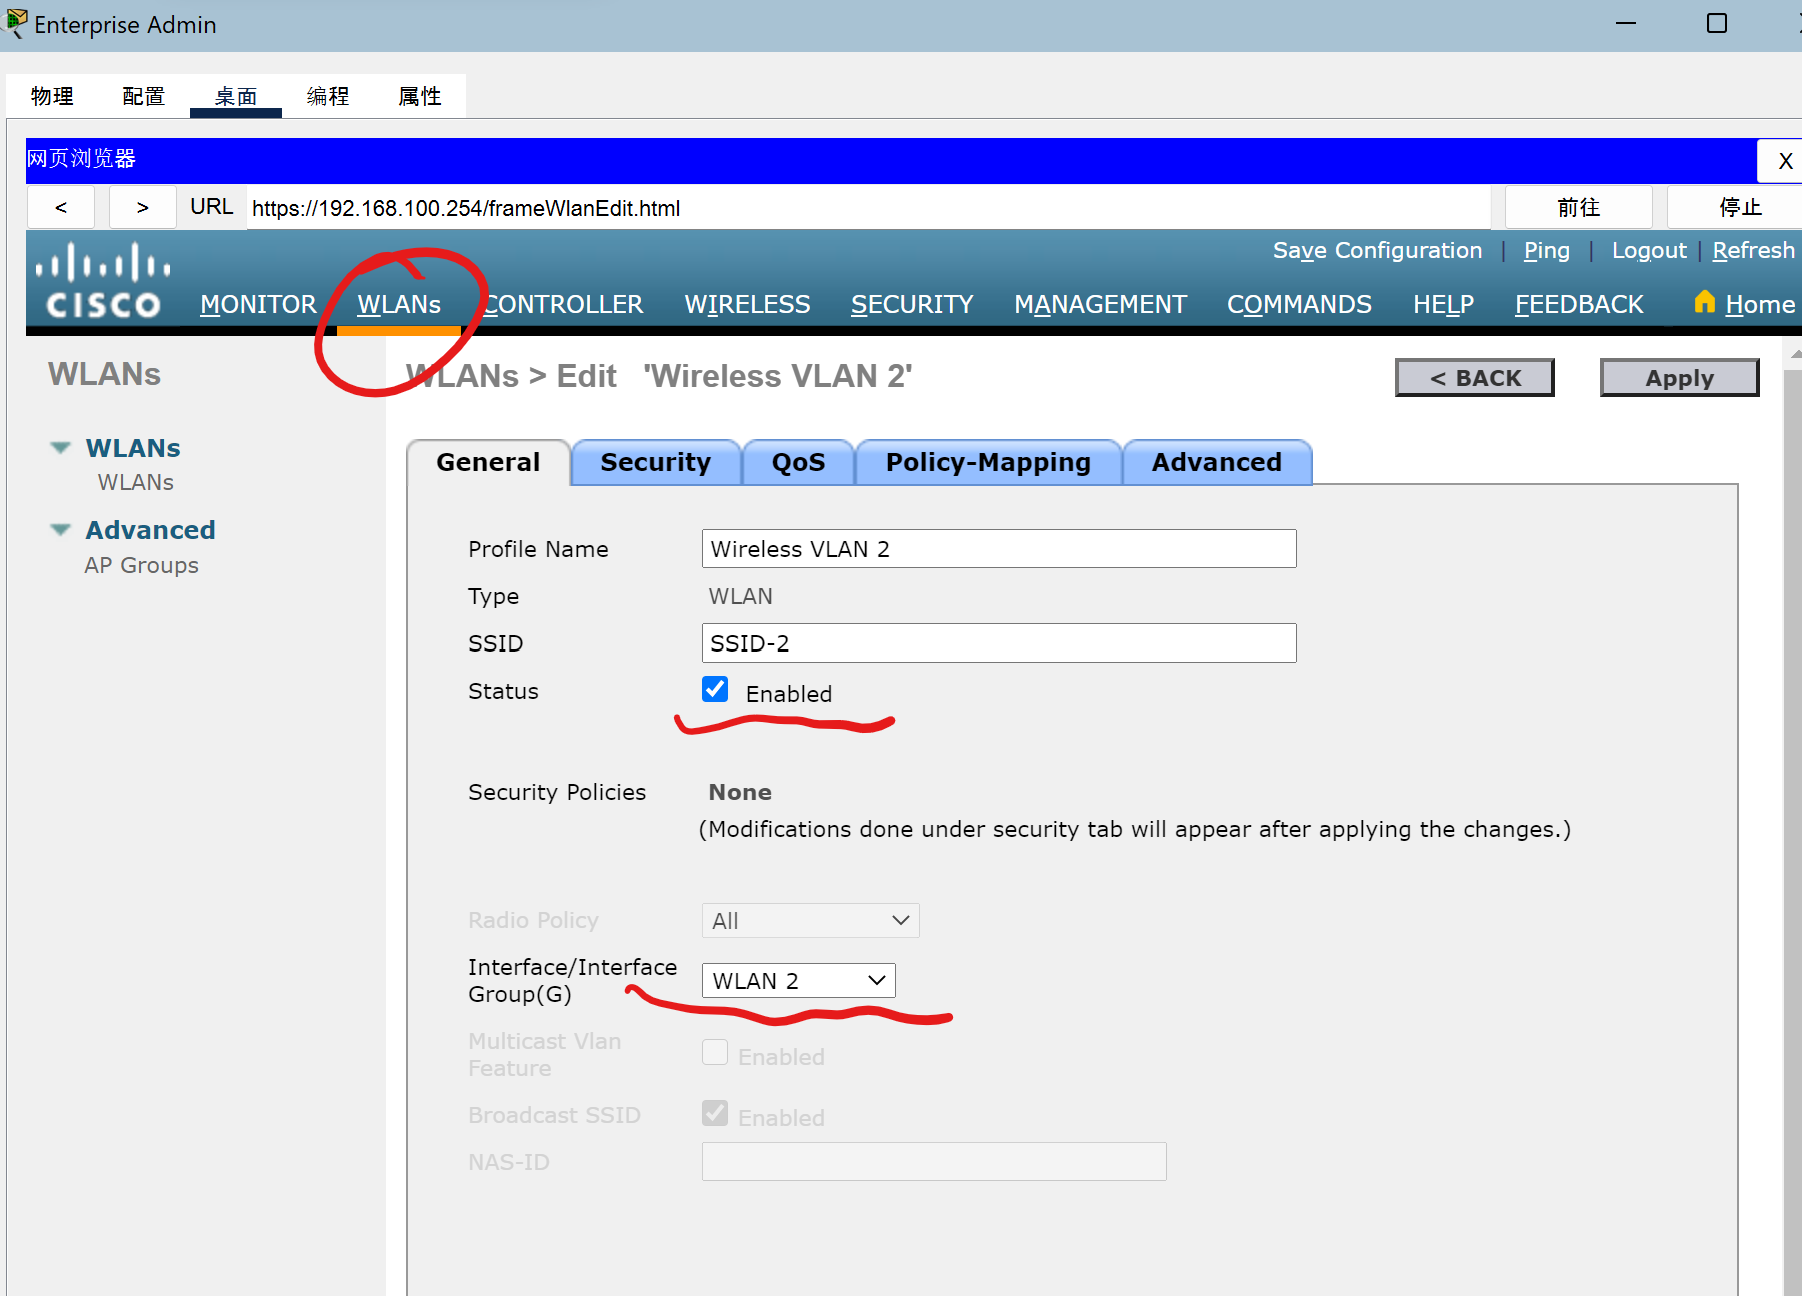 Enterprise Admin
物理 配置 桌面 编程 属性
网页浏览器 X
< > URL https://192.168.100.254/frameWlanEdit.html 前往 停止
Save Configuration | Ping | Logout | Refresh
CISCO MONITOR WLANs CONTROLLER WIRELESS SECURITY MANAGEMENT COMMANDS HELP FEEDBACK Home
WLANs
WLANs > Edit 'Wireless VLAN 2' < BACK Apply
WLANs
WLANs
Advanced
AP Groups
General Security QoS Policy-Mapping Advanced
Profile Name Wireless VLAN 2
Type WLAN
SSID SSID-2
Status Enabled
Security Policies None
(Modifications done under security tab will appear after applying the changes.)
Radio Policy All
Interface/Interface
Group(G) WLAN 2
Multicast Vlan
Feature Enabled
Broadcast SSID Enabled
NAS-ID